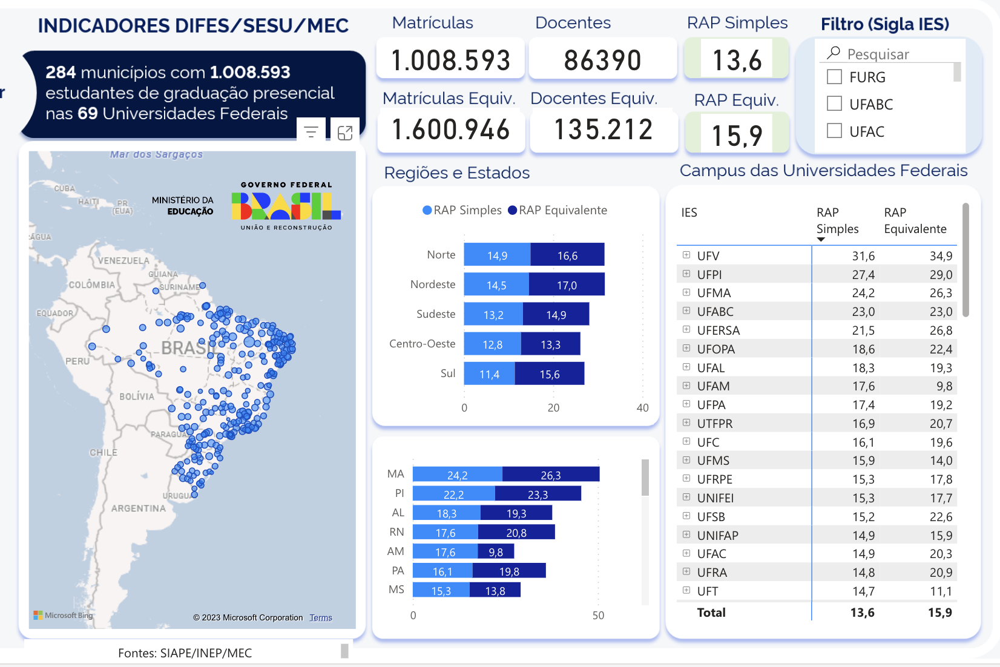 INDICADORES DIFES/SESU/MEC
r
284 municípios com 1.008.593
estudantes de graduação presencial
nas 69 Universidades Federais
Matrículas
1.008.593
Docentes
86390
RAP Simples
13,6
Matrículas Equiv.
1.600.946
Docentes Equiv.
135.212
RAP Equiv.
15,9
Filtro (Sigla IES)
Pesquisar
FURG
UFABC
UFAC
Mar dos Sargaços
GOVERNO FEDERAL
MINISTÉRIO DA
EDUCAÇÃO
BRASIL
UNIÃO E RECONSTRUÇÃO
CUBA
HAITI
PR
(EUA)
ÁGUA
VENEZUELA
GUIANA
SURINAME
COLÔMBIA
EQUADOR
BRASIL
PERU
BOLÍVIA
PARAGUA
CHILE
URUGUA
ARGENTINA
Microsoft Bing
© 2023 Microsoft Corporation Terms
Fontes: SIAPE/INEP/MEC
Regiões e Estados
RAP Simples RAP Equivalente
Norte 14,9 16,6
Nordeste 14,5 17,0
Sudeste 13,2 14,9
Centro-Oeste 12,8 13,3
Sul 11,4 15,6
0 20 40
MA 24,2 26,3
PI 22,2 23,3
AL 18,3 19,3
RN 17,6 20,8
AM 17,6 9,8
PA 16,1 19,8
MS 15,3 13,8
0 50
Campus das Universidades Federais
IES RAP Simples RAP Equivalente
UFV 31,6 34,9
UFPI 27,4 29,0
UFMA 24,2 26,3
UFABC 23,0 23,0
UFERSA 21,5 26,8
UFOPA 18,6 22,4
UFAL 18,3 19,3
UFAM 17,6 9,8
UFPA 17,4 19,2
UTFPR 16,9 20,7
UFC 16,1 19,6
UFMS 15,9 14,0
UFRPE 15,3 17,8
UNIFEI 15,3 17,7
UFSB 15,2 22,6
UNIFAP 14,9 15,9
UFAC 14,9 20,3
UFRA 14,8 20,9
UFT 14,7 11,1
Total 13,6 15,9